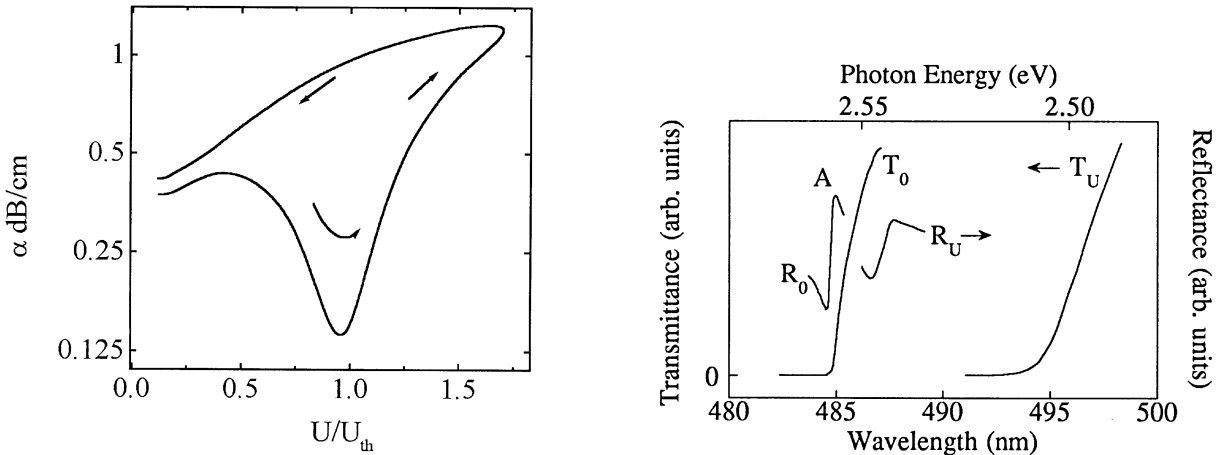 1
0.5
0.25
0.125
α dB/cm
0.0 0.5 1.0 1.5
U/U_th
Photon Energy (eV)
2.55 2.50
Transmittance (arb. units)
0
A
T_0
R_0
R_U
T_U
Reflectance (arb. units)
480 485 490 495 500
Wavelength (nm)